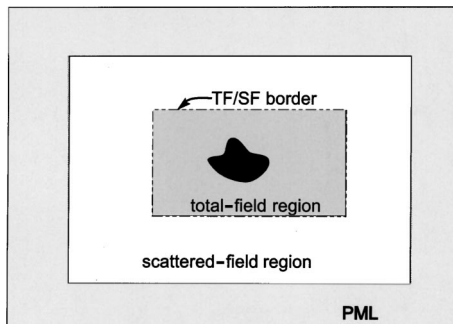 TF/SF border
total-field region
scattered-field region
PML